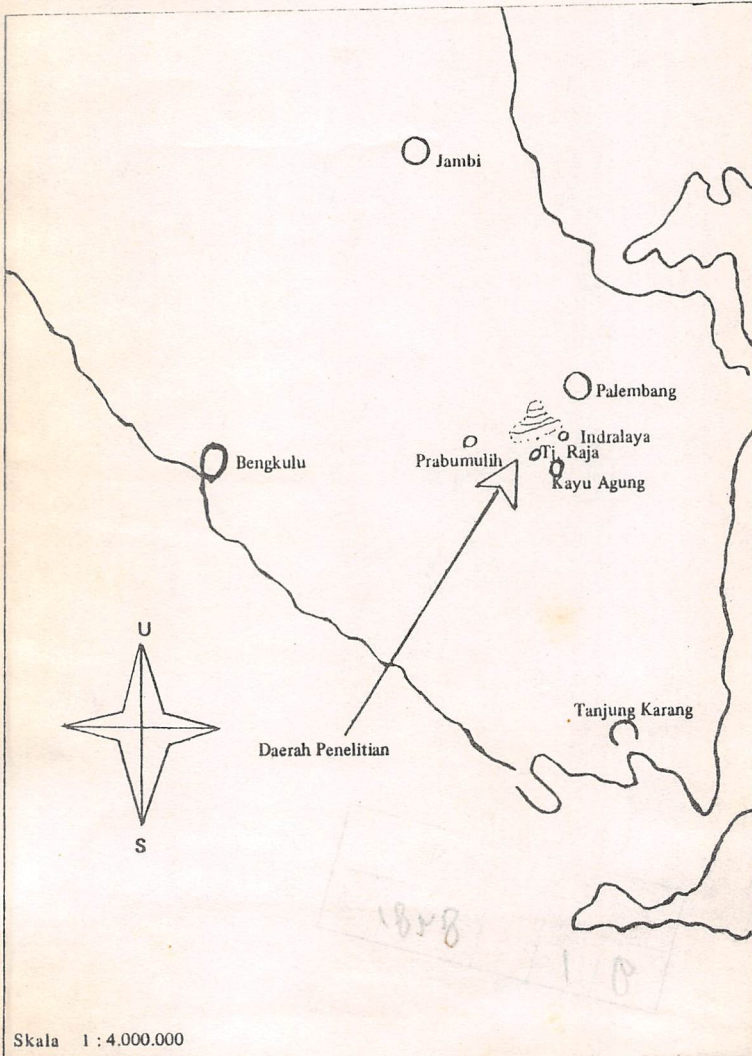 Jambi
Palembang
Indralaya
Tj. Raja
Prabumulih
Kayu Agung
Bengkulu
U
Tanjung Karang
Daerah Penelitian
S
Skala 1 : 4.000.000